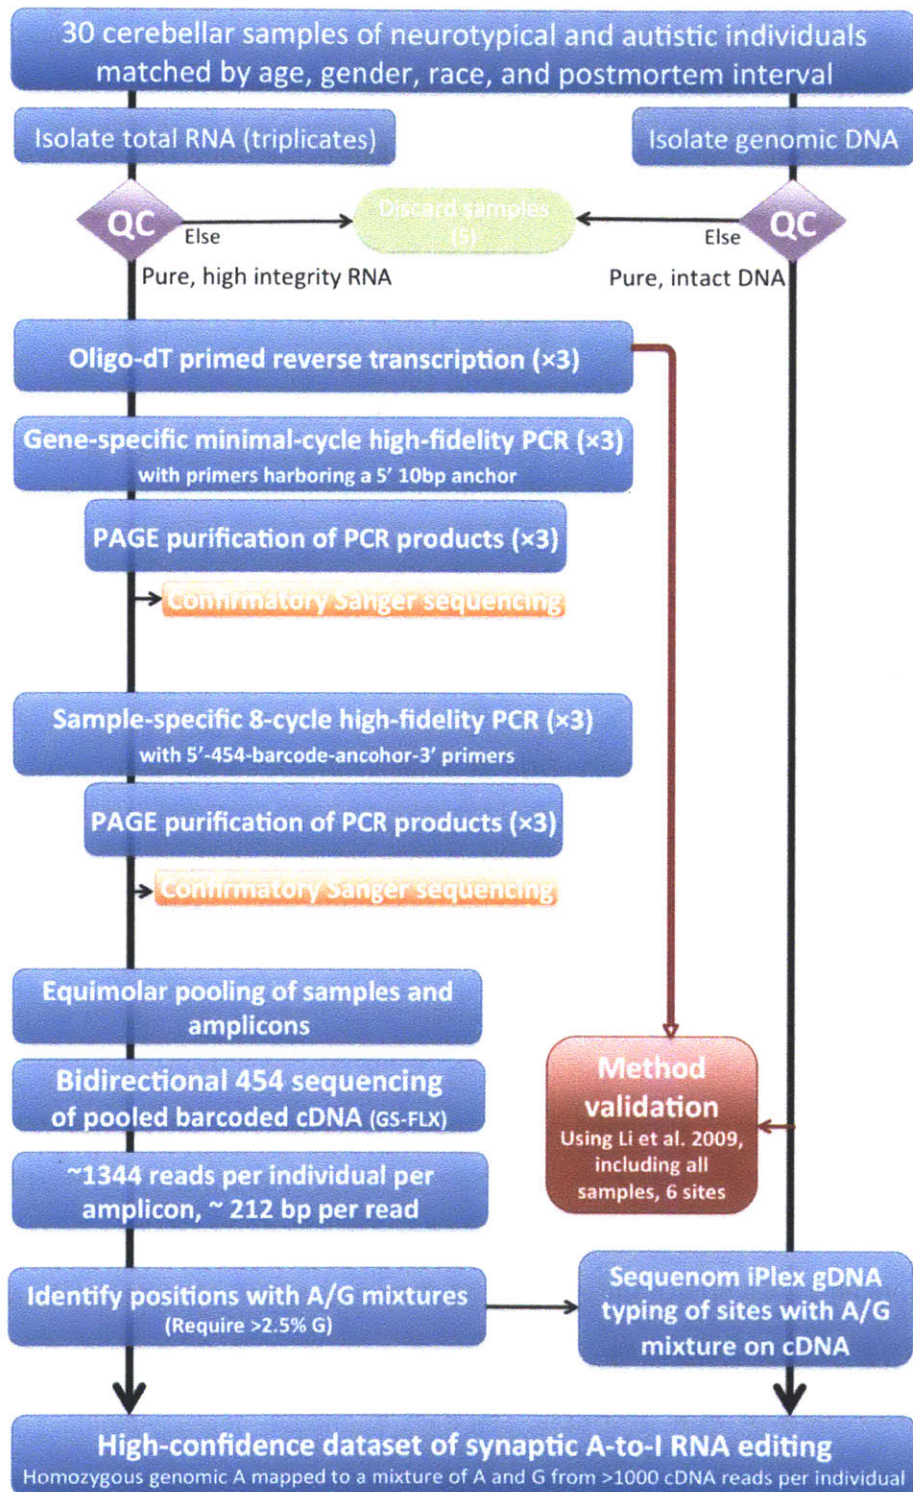 30 cerebellar samples of neurotypical and autistic individuals
matched by age, gender, race, and postmortem interval
Isolate total RNA (triplicates)
Isolate genomic DNA
QC
Else
Discard samples
(5)
Else
QC
Pure, high integrity RNA
Pure, intact DNA
Oligo-dT primed reverse transcription (×3)
Gene-specific minimal-cycle high-fidelity PCR (×3)
with primers harboring a 5' 10bp anchor
PAGE purification of PCR products (×3)
Confirmatory Sanger sequencing
Sample-specific 8-cycle high-fidelity PCR (×3)
with 5'-454-barcode-ancohor-3' primers
PAGE purification of PCR products (×3)
Confirmatory Sanger sequencing
Equimolar pooling of samples and
amplicons
Bidirectional 454 sequencing
of pooled barcoded cDNA (GS-FLX)
~1344 reads per individual per
amplicon, ~ 212 bp per read
Method
validation
Using Li et al. 2009,
including all
samples, 6 sites
Identify positions with A/G mixtures
(Require >2.5% G)
Sequenom iPlex gDNA
typing of sites with A/G
mixture on cDNA
High-confidence dataset of synaptic A-to-I RNA editing
Homozygous genomic A mapped to a mixture of A and G from >1000 cDNA reads per individual